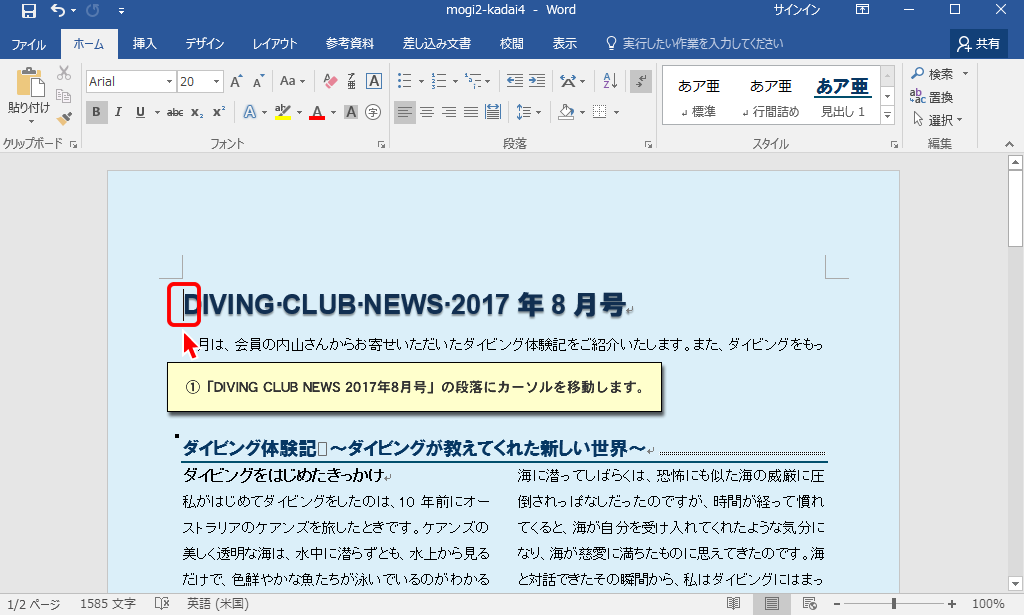 mogi2-kadai4 - Word
サインイン
ファイル ホーム 挿入 デザイン レイアウト 参考資料 差し込み文書 校閲 表示 実行したい作業を入力してください 共有
貼り付け
クリップボード
Arial 20
Aa
A
B I U abc x₂ x²
A A A 字
フォント
段落
あア亜 あア亜 あア亜
↲標準 ↲行間詰め 見出し 1
スタイル
検索
置換
選択
編集
DIVING·CLUB·NEWS·2017 年 8 月号
月は、会員の内山さんからお寄せいただいたダイビング体験記をご紹介いたします。また、ダイビングをもっ
①「DIVING CLUB NEWS 2017年8月号」の段落にカーソルを移動します。
ダイビング体験記□～ダイビングが教えてくれた新しい世界～
ダイビングをはじめたきっかけ
私がはじめてダイビングをしたのは、10 年前にオー
ストラリアのケアンズを旅したときです。ケアンズの
美しく透明な海は、水中に潜らずとも、水上から見る
だけで、色鮮やかな魚たちが泳いでいるのがわかる
海に潜ってしばらくは、恐怖にも似た海の威厳に圧
倒されっぱなしだったのですが、時間が経って慣れ
てくると、海が自分を受け入れてくれたような気分に
なり、海が慈愛に満ちたものに思えてきたのです。海
と対話できたその瞬間から、私はダイビングにはまっ
1/2 ページ 1585 文字 英語 (米国) 100%